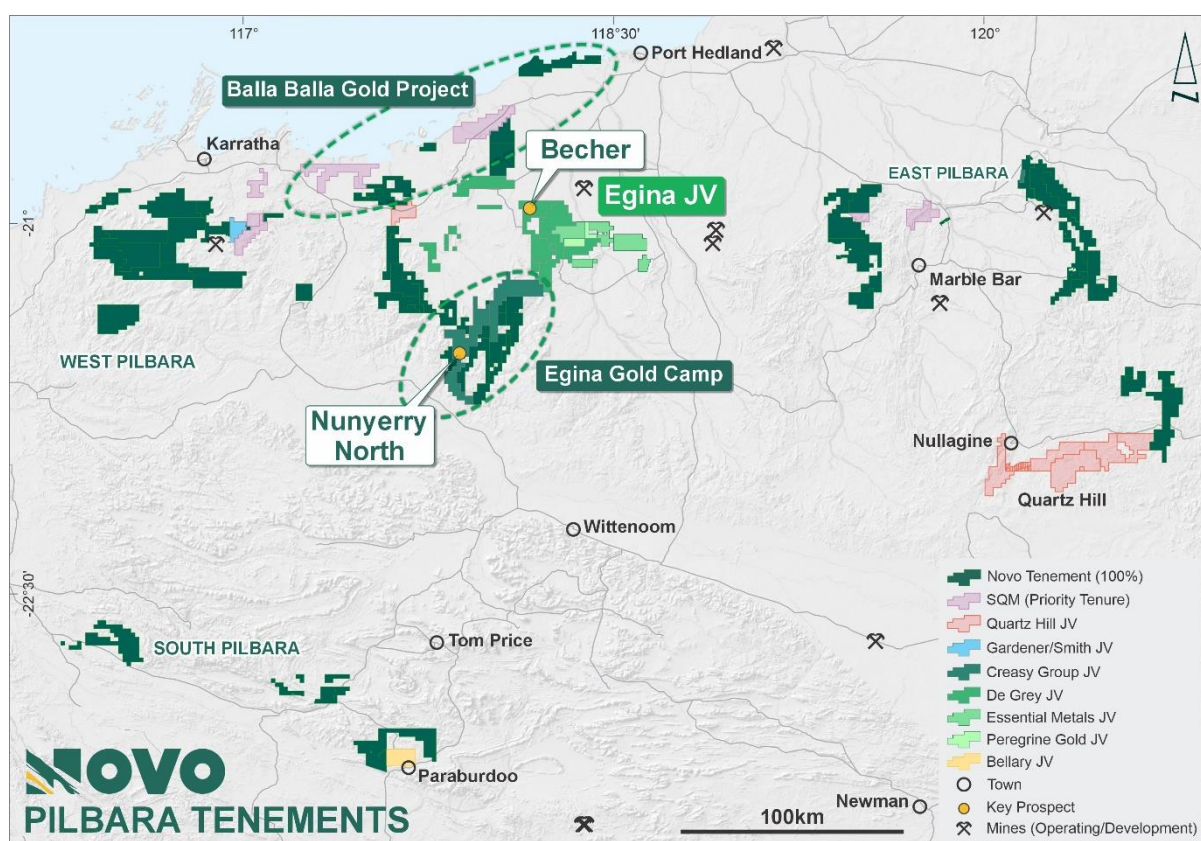 117°
118°30'
120°
Port Hedland
Balla Balla Gold Project
Karratha
Becher
Egina JV
EAST PILBARA
-21°
Marble Bar
WEST PILBARA
Egina Gold Camp
Nunyerry
North
Nullagine
Quartz Hill
Wittenoom
-22°30'
SOUTH PILBARA
Tom Price
Paraburdoo
Newman
100km
Novo Tenement (100%)
SQM (Priority Tenure)
Quartz Hill JV
Gardener/Smith JV
Creasy Group JV
De Grey JV
Essential Metals JV
Peregrine Gold JV
Bellary JV
Town
Key Prospect
Mines (Operating/Development)
NOVO
PILBARA TENEMENTS
N